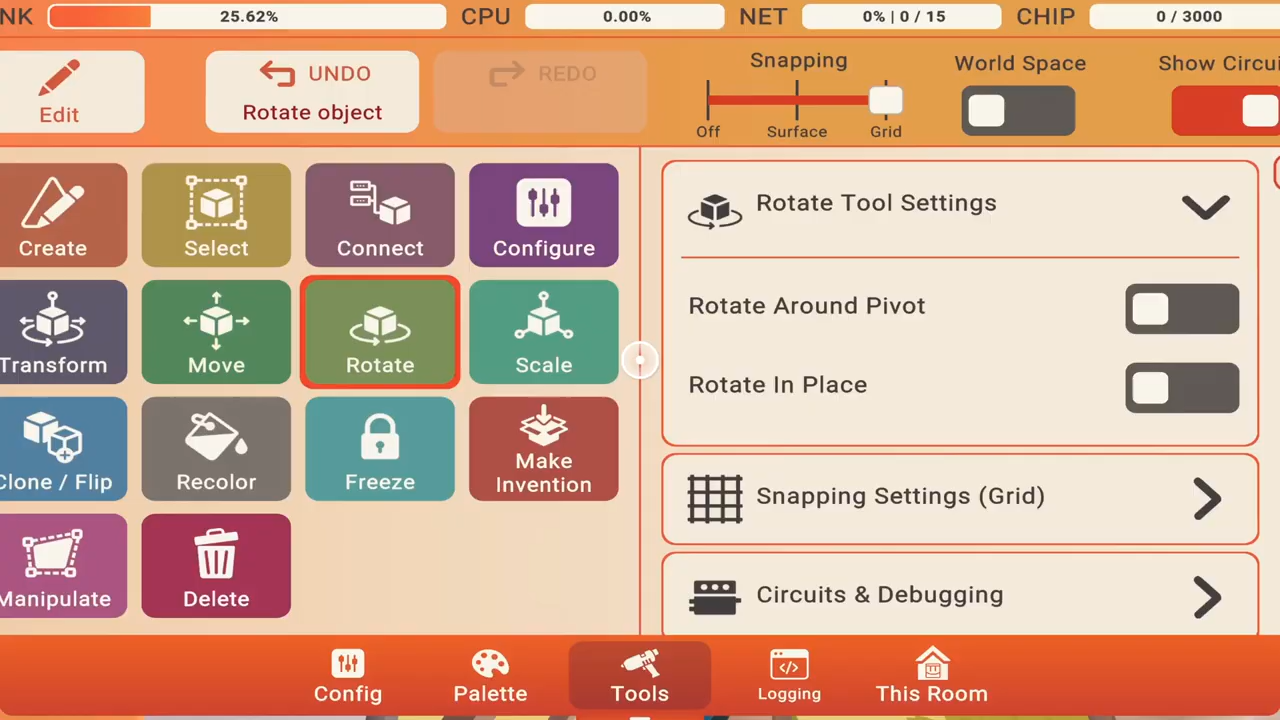 NK 25.62% CPU 0.00% NET 0% | 0 / 15 CHIP 0 / 3000
Edit
UNDO
Rotate object
REDO
Snapping
Off Surface Grid
World Space
Show Circui
Create
Select
Connect
Configure
Transform
Move
Rotate
Scale
Clone / Flip
Recolor
Freeze
Make
Invention
Manipulate
Delete
Rotate Tool Settings
Rotate Around Pivot
Rotate In Place
Snapping Settings (Grid)
Circuits & Debugging
Config
Palette
Tools
Logging
This Room